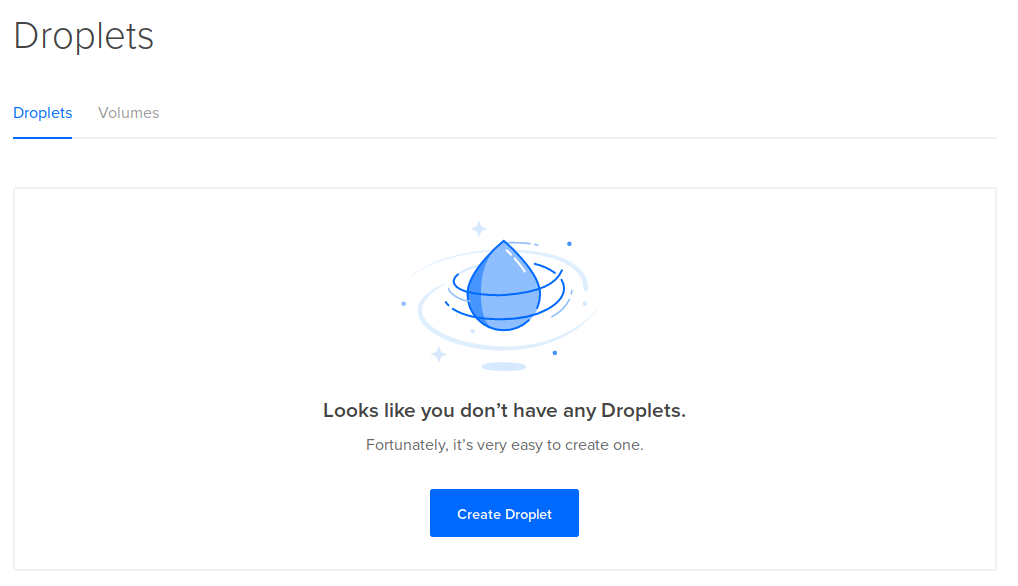 Droplets
Droplets Volumes
Looks like you don’t have any Droplets.
Fortunately, it’s very easy to create one.
Create Droplet